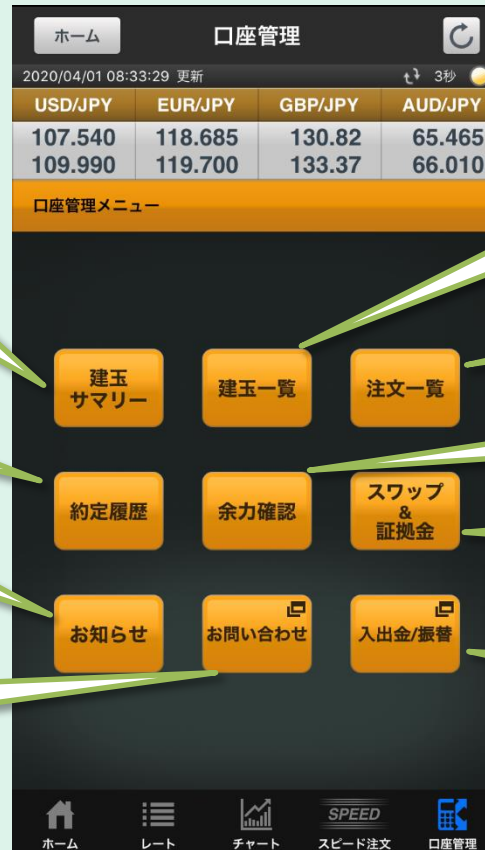 ホーム
口座管理
2020/04/01 08:33:29 更新
3秒
USD/JPY EUR/JPY GBP/JPY AUD/JPY
107.540 118.685 130.82 65.465
109.990 119.700 133.37 66.010
口座管理メニュー
建玉
サマリー
建玉一覧
注文一覧
約定履歴
余力確認
スワップ
&
証拠金
お知らせ
お問い合わせ
入出金/振替
SPEED
ホーム レート チャート スピード注文 口座管理